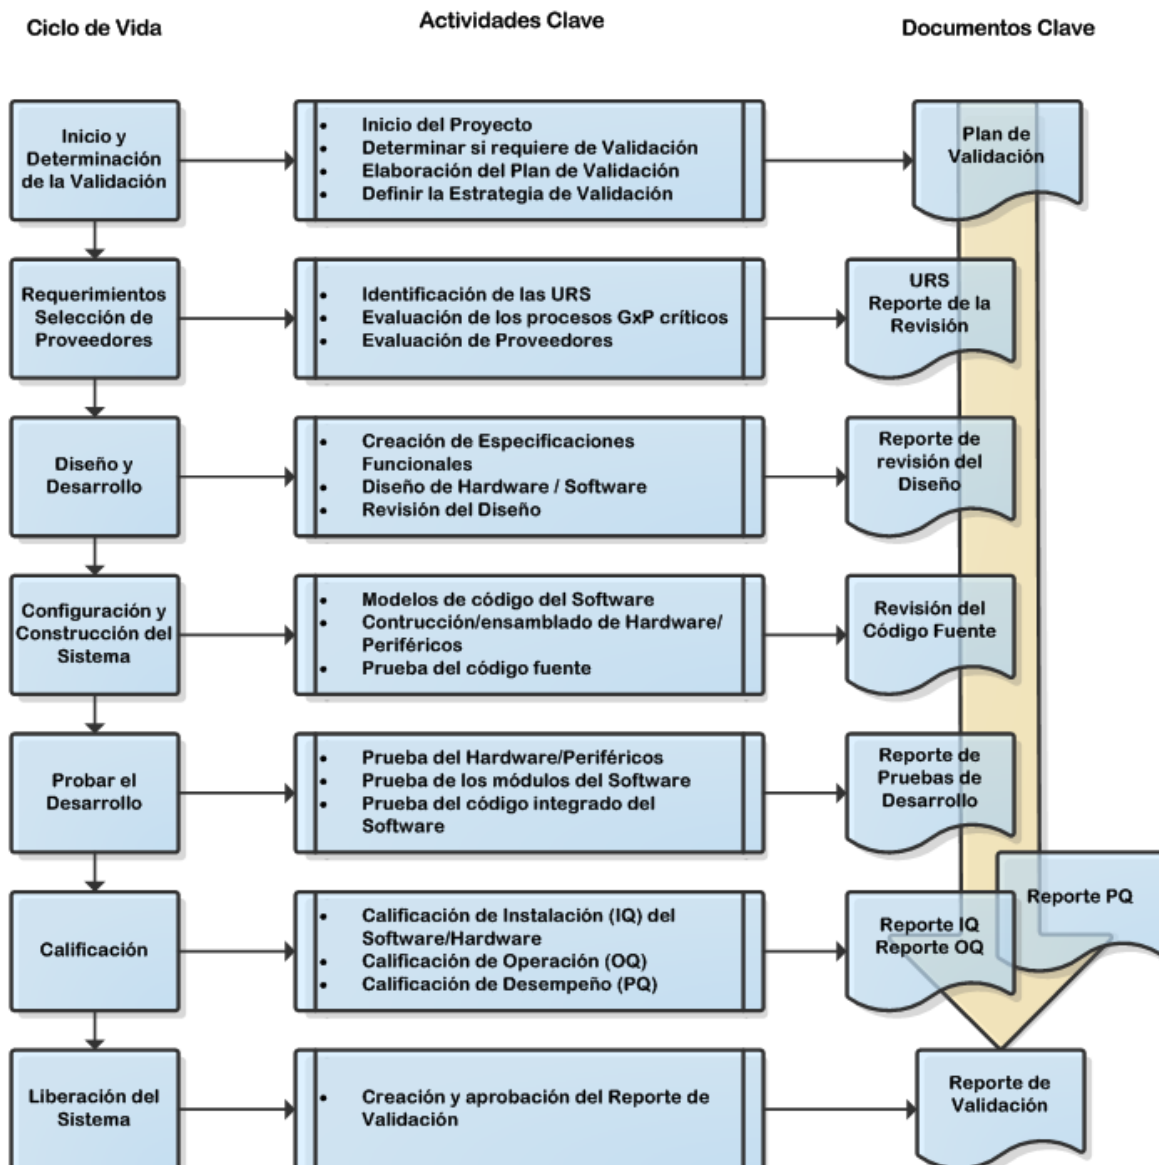 Ciclo de Vida
Actividades Clave
Documentos Clave
Inicio y
Determinación
de la Validación
• Inicio del Proyecto
• Determinar si requiere de Validación
• Elaboración del Plan de Validación
• Definir la Estrategia de Validación
Plan de
Validación
Requerimientos
Selección de
Proveedores
• Identificación de las URS
• Evaluación de los procesos GxP críticos
• Evaluación de Proveedores
URS
Reporte de la
Revisión
Diseño y
Desarrollo
• Creación de Especificaciones
Funcionales
• Diseño de Hardware / Software
• Revisión del Diseño
Reporte de
revisión del
Diseño
Configuración y
Construcción del
Sistema
• Modelos de código del Software
• Contrucción/ensamblado de Hardware/
Periféricos
• Prueba del código fuente
Revisión del
Código Fuente
Probar el
Desarrollo
• Prueba del Hardware/Periféricos
• Prueba de los módulos del Software
• Prueba del código integrado del
Software
Reporte de
Pruebas de
Desarrollo
Calificación
• Calificación de Instalación (IQ) del
Software/Hardware
• Calificación de Operación (OQ)
• Calificación de Desempeño (PQ)
Reporte IQ
Reporte OQ
Reporte PQ
Liberación del
Sistema
• Creación y aprobación del Reporte de
Validación
Reporte de
Validación